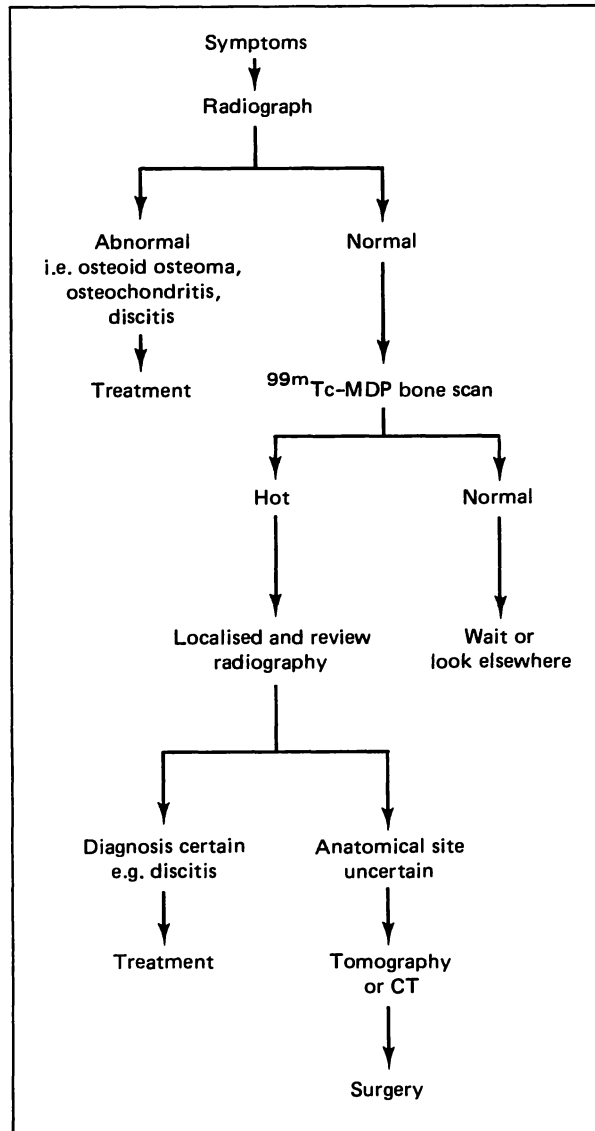 Symptoms
Radiograph
Abnormal
i.e. osteoid osteoma,
osteochondritis,
discitis
Normal
Treatment
99mTc-MDP bone scan
Hot
Normal
Localised and review
radiography
Wait or
look elsewhere
Diagnosis certain
e.g. discitis
Anatomical site
uncertain
Treatment
Tomography
or CT
Surgery